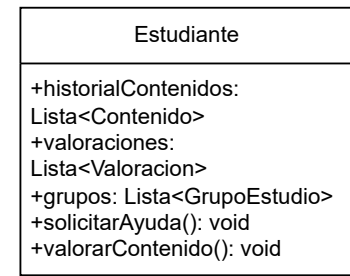 Estudiante
+historialContenidos:
Lista<Contenido>
+valoraciones:
Lista<Valoracion>
+grupos: Lista<GrupoEstudio>
+solicitarAyuda(): void
+valorarContenido(): void